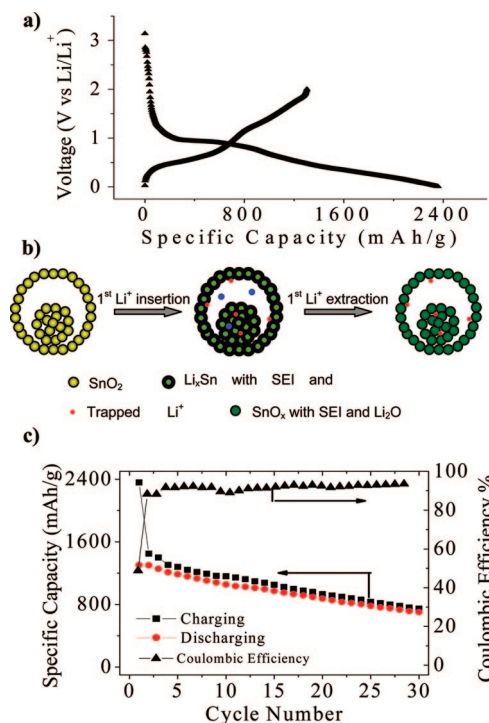 a)
Voltage (V vs Li/Li+
3
2
1
0
0
800
1600
2400
Specific Capacity (mAh/g)
b)
1st Li+ insertion
1st Li+ extraction
SnO2
LixSn with SEI and
Trapped Li+
SnOx with SEI and Li2O
c)
Specific Capacity (mAh/g)
2400
1600
800
0
100
80
60
40
20
0
Coulombic Efficiency %
Charging
Discharging
Coulombic Efficiency
0 5 10 15 20 25 30
Cycle Number